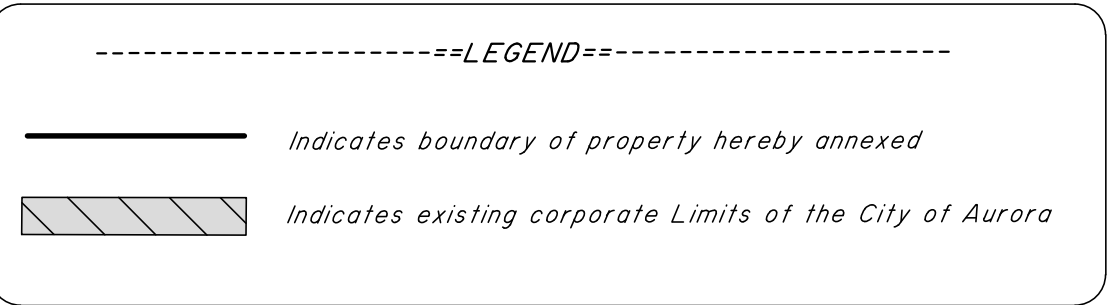 ---------------------==LEGEND==---------------------
Indicates boundary of property hereby annexed
Indicates existing corporate Limits of the City of Aurora